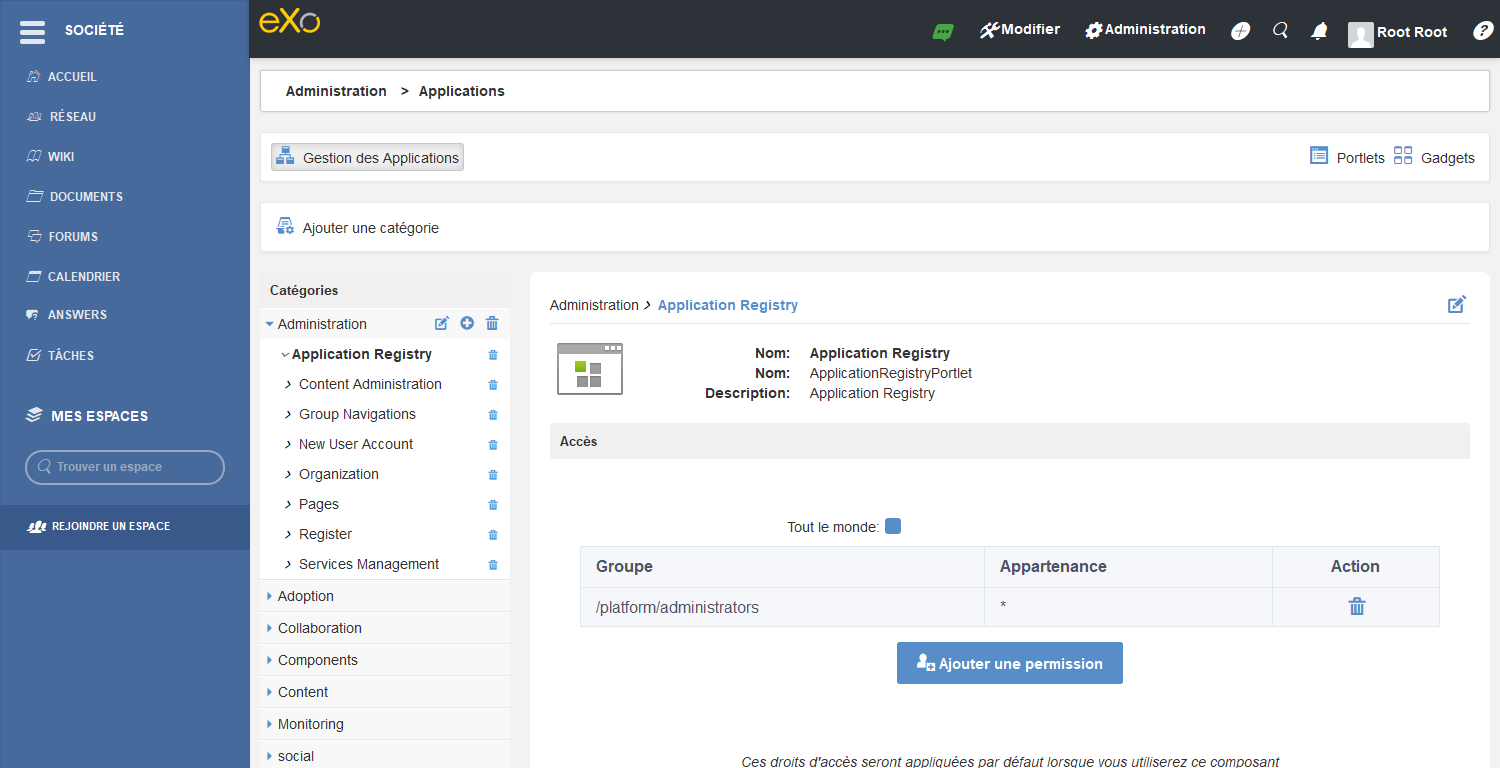 SOCIÉTÉ
ACCUEIL
RÉSEAU
WIKI
DOCUMENTS
FORUMS
CALENDRIER
ANSWERS
TÂCHES
MES ESPACES
Trouver un espace
REJOINDRE UN ESPACE
eXo
Modifier
Administration
Root Root
?
Administration > Applications
Gestion des Applications
Portlets
Gadgets
Ajouter une catégorie
Catégories
Administration
Application Registry
Content Administration
Group Navigations
New User Account
Organization
Pages
Register
Services Management
Adoption
Collaboration
Components
Content
Monitoring
social
Administration > Application Registry
Nom: Application Registry
Nom: ApplicationRegistryPortlet
Description: Application Registry
Accès
Tout le monde:
Groupe Appartenance Action
/platform/administrators *
Ajouter une permission
Ces droits d'accès seront appliquées par défaut lorsque vous utiliserez ce composant